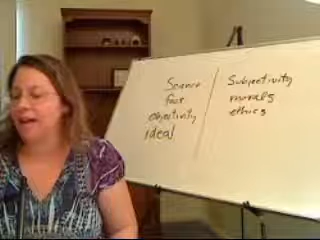 Science
fact
objectivity
ideal
Subjectivity
morals
ethics